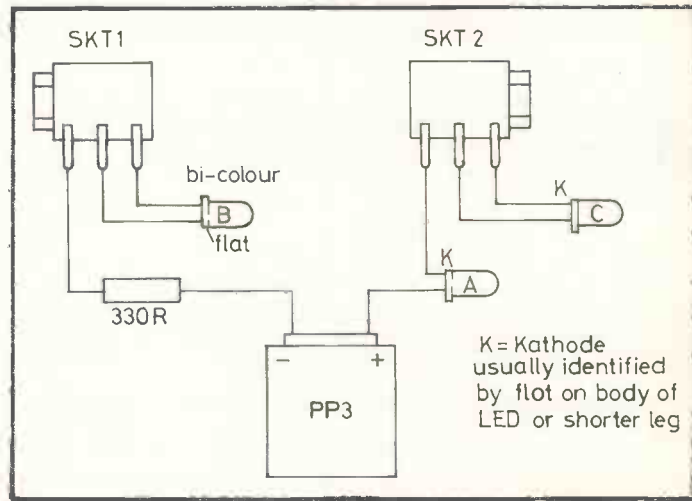 SKT1
SKT 2
bi-colour
B
flat
K
C
K
A
330R
- +
PP3
K = Kathode
usually identified
by flot on body of
LED or shorter leg